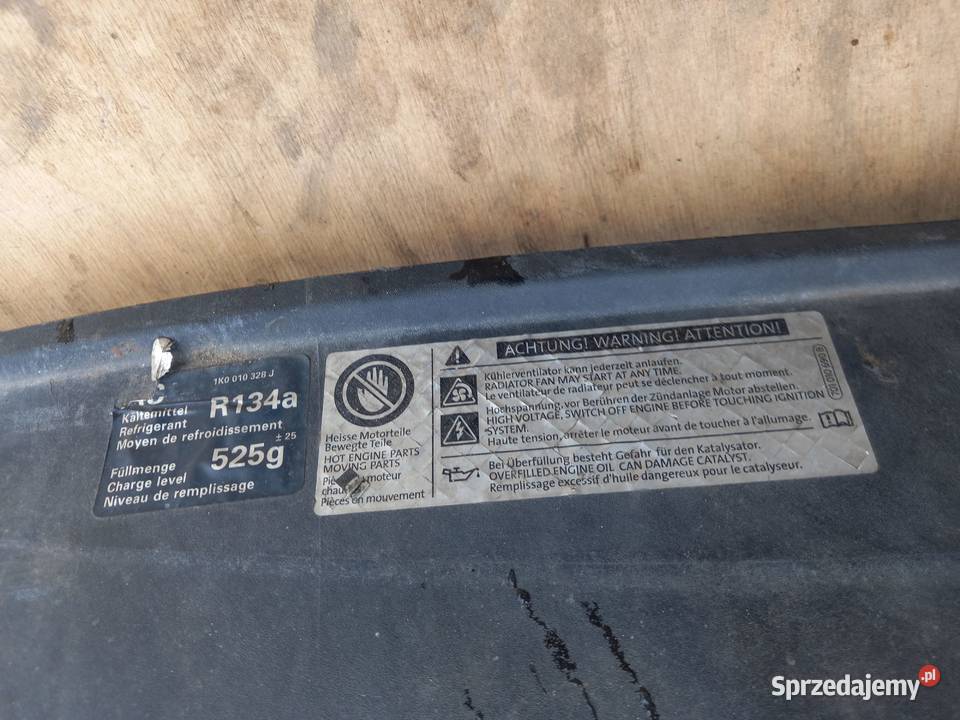 1K0 010 328 J
Kältemittel R134a
Refrigerant
Moyen de refroidissement
± 25
Füllmenge 525g
Charge level
Niveau de remplissage
Heisse Motorteile
Bewegte Teile
HOT ENGINE PARTS
MOVING PARTS
moteur
Pièces en mouvement
ACHTUNG! WARNING! ATTENTION!
Kühlerventilator kann jederzeit anlaufen.
RADIATOR FAN MAY START AT ANY TIME.
Le ventilateur de radiateur peut se déclencher à tout moment.
Hochspannung, vor Berühren der Zündanlage Motor abstellen.
HIGH VOLTAGE, SWITCH OFF ENGINE BEFORE TOUCHING IGNITION
SYSTEM.
Haute tension, arrêter le moteur avant de toucher à l'allumage.
Bei Überfüllung besteht Gefahr für den Katalysator.
OVERFILLED ENGINE OIL CAN DAMAGE CATALYST.
Remplissage excessif d'huile dangereux pour le catalyseur.
Sprzedajemy.pl